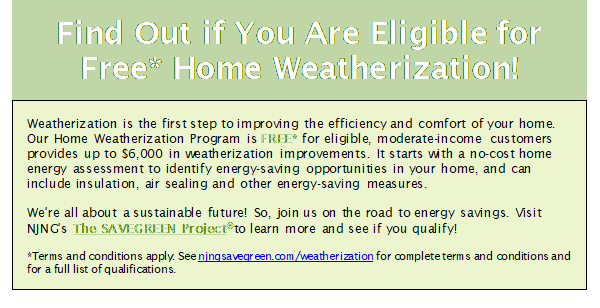 Find Out if You Are Eligible for
Free* Home Weatherization!
Weatherization is the first step to improving the efficiency and comfort of your home.
Our Home Weatherization Program is FREE* for eligible, moderate-income customers
provides up to $6,000 in weatherization improvements. It starts with a no-cost home
energy assessment to identify energy-saving opportunities in your home, and can
include insulation, air sealing and other energy-saving measures.
We're all about a sustainable future! So, join us on the road to energy savings. Visit
NJNG's The SAVEGREEN Project®to learn more and see if you qualify!
*Terms and conditions apply. See njngsavegreen.com/weatherization for complete terms and conditions and
for a full list of qualifications.